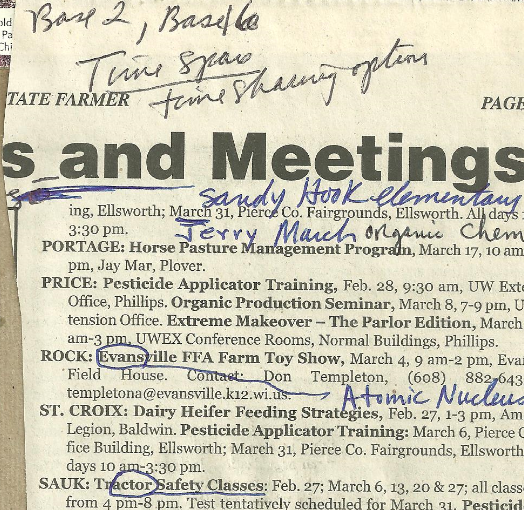 Base 2, Base 6
Time Span
time sharing option
TATE FARMER
PAGE
s and Meetings
Sandy Hook elementary
ing, Ellsworth; March 31, Pierce Co. Fairgrounds, Ellsworth. All days
3:30 pm.
Jerry March organic Chem
PORTAGE: Horse Pasture Management Program, March 17, 10 am
pm, Jay Mar, Plover.
PRICE: Pesticide Applicator Training, Feb. 28, 9:30 am, UW Exte
Office, Phillips. Organic Production Seminar, March 8, 7-9 pm, U
tension Office. Extreme Makeover – The Parlor Edition, March
am-3 pm, UWEX Conference Rooms, Normal Buildings, Phillips.
ROCK: Evansville FFA Farm Toy Show, March 4, 9 am-2 pm, Evan
Field House. Contact: Don Templeton, (608) 882-643
templetona@evansville.k12.wi.us.
Atomic Nucleus
ST. CROIX: Dairy Heifer Feeding Strategies, Feb. 27, 1-3 pm, Am
Legion, Baldwin. Pesticide Applicator Training: March 6, Pierce C
fice Building, Ellsworth; March 31, Pierce Co. Fairgrounds, Ellsworth
days 10 am-3:30 pm.
SAUK: Tractor Safety Classes: Feb. 27; March 6, 13, 20 & 27; all class
from 4 pm-8 pm. Test tentatively scheduled for March 31. Pesticid